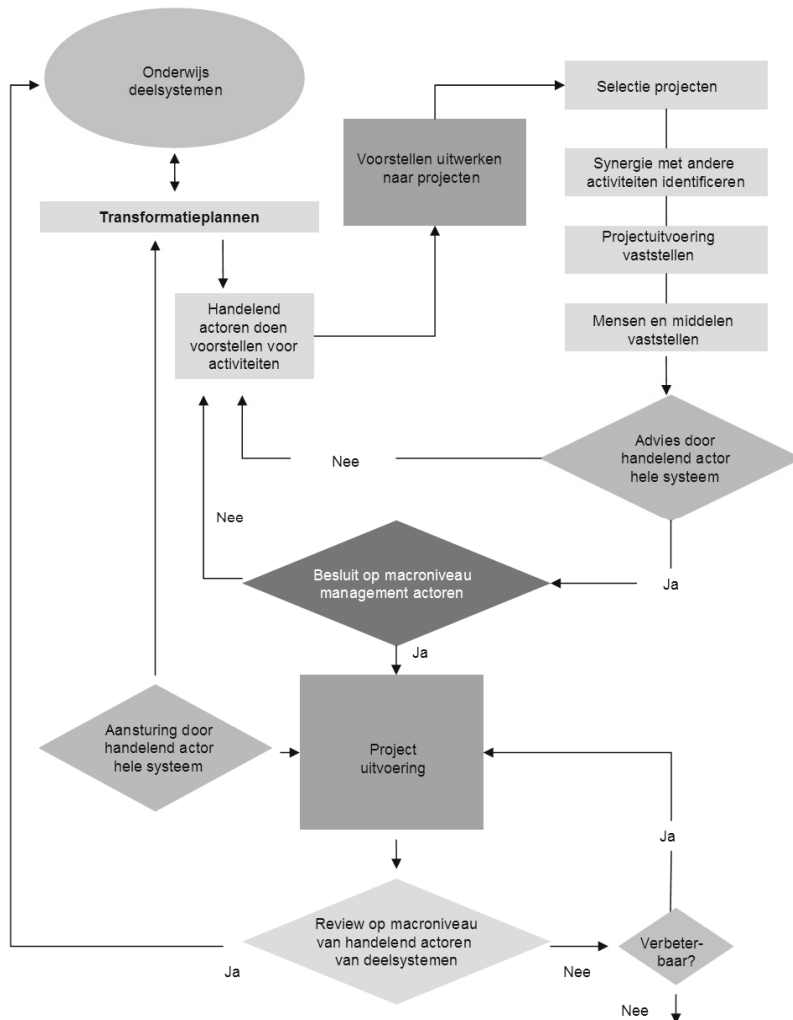 Onderwijs
deelsystemen
Transformatieplannen
Handelend
actoren doen
voorstellen voor
activiteiten
Voorstellen uitwerken
naar projecten
Selectie projecten
Synergie met andere
activiteiten identificeren
Projectuitvoering
vaststellen
Mensen en middelen
vaststellen
Advies door
handelend actor
hele systeem
Nee
Nee
Ja
Besluit op macroniveau
management actoren
Ja
Aansturing door
handelend actor
hele systeem
Project
uitvoering
Ja
Review op macroniveau
van handelend actoren
van deelsystemen
Ja
Nee
Verbeter-
baar?
Nee